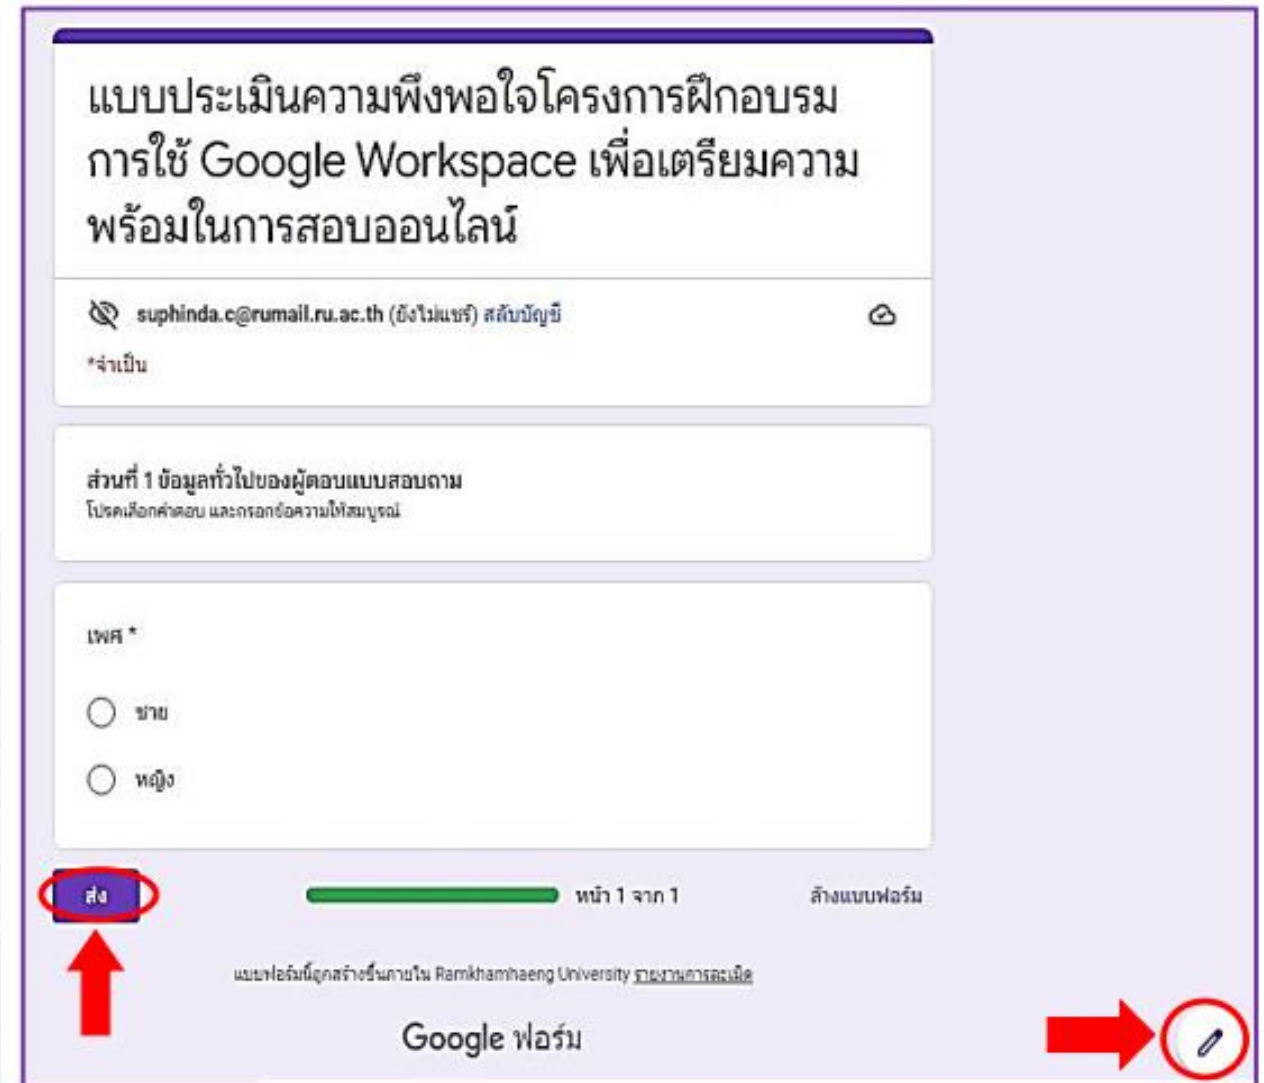 แบบประเมินความพึงพอใจโครงการฝึกอบรม
การใช้ Google Workspace เพื่อเตรียมความ
พร้อมในการสอบออนไลน์
suphinda.c@rumail.ru.ac.th (ยังไม่แชร์) สลับบัญชี
*จำเป็น
ส่วนที่ 1 ข้อมูลทั่วไปของผู้ตอบแบบสอบถาม
โปรดเลือกคำตอบ และกรอกข้อความให้สมบูรณ์
เพศ *
ชาย
หญิง
ส่ง หน้า 1 จาก 1 ล้างแบบฟอร์ม
แบบฟอร์มนี้ถูกสร้างขึ้นภายใน Ramkhamhaeng University รายงานการละเมิด
Google ฟอร์ม